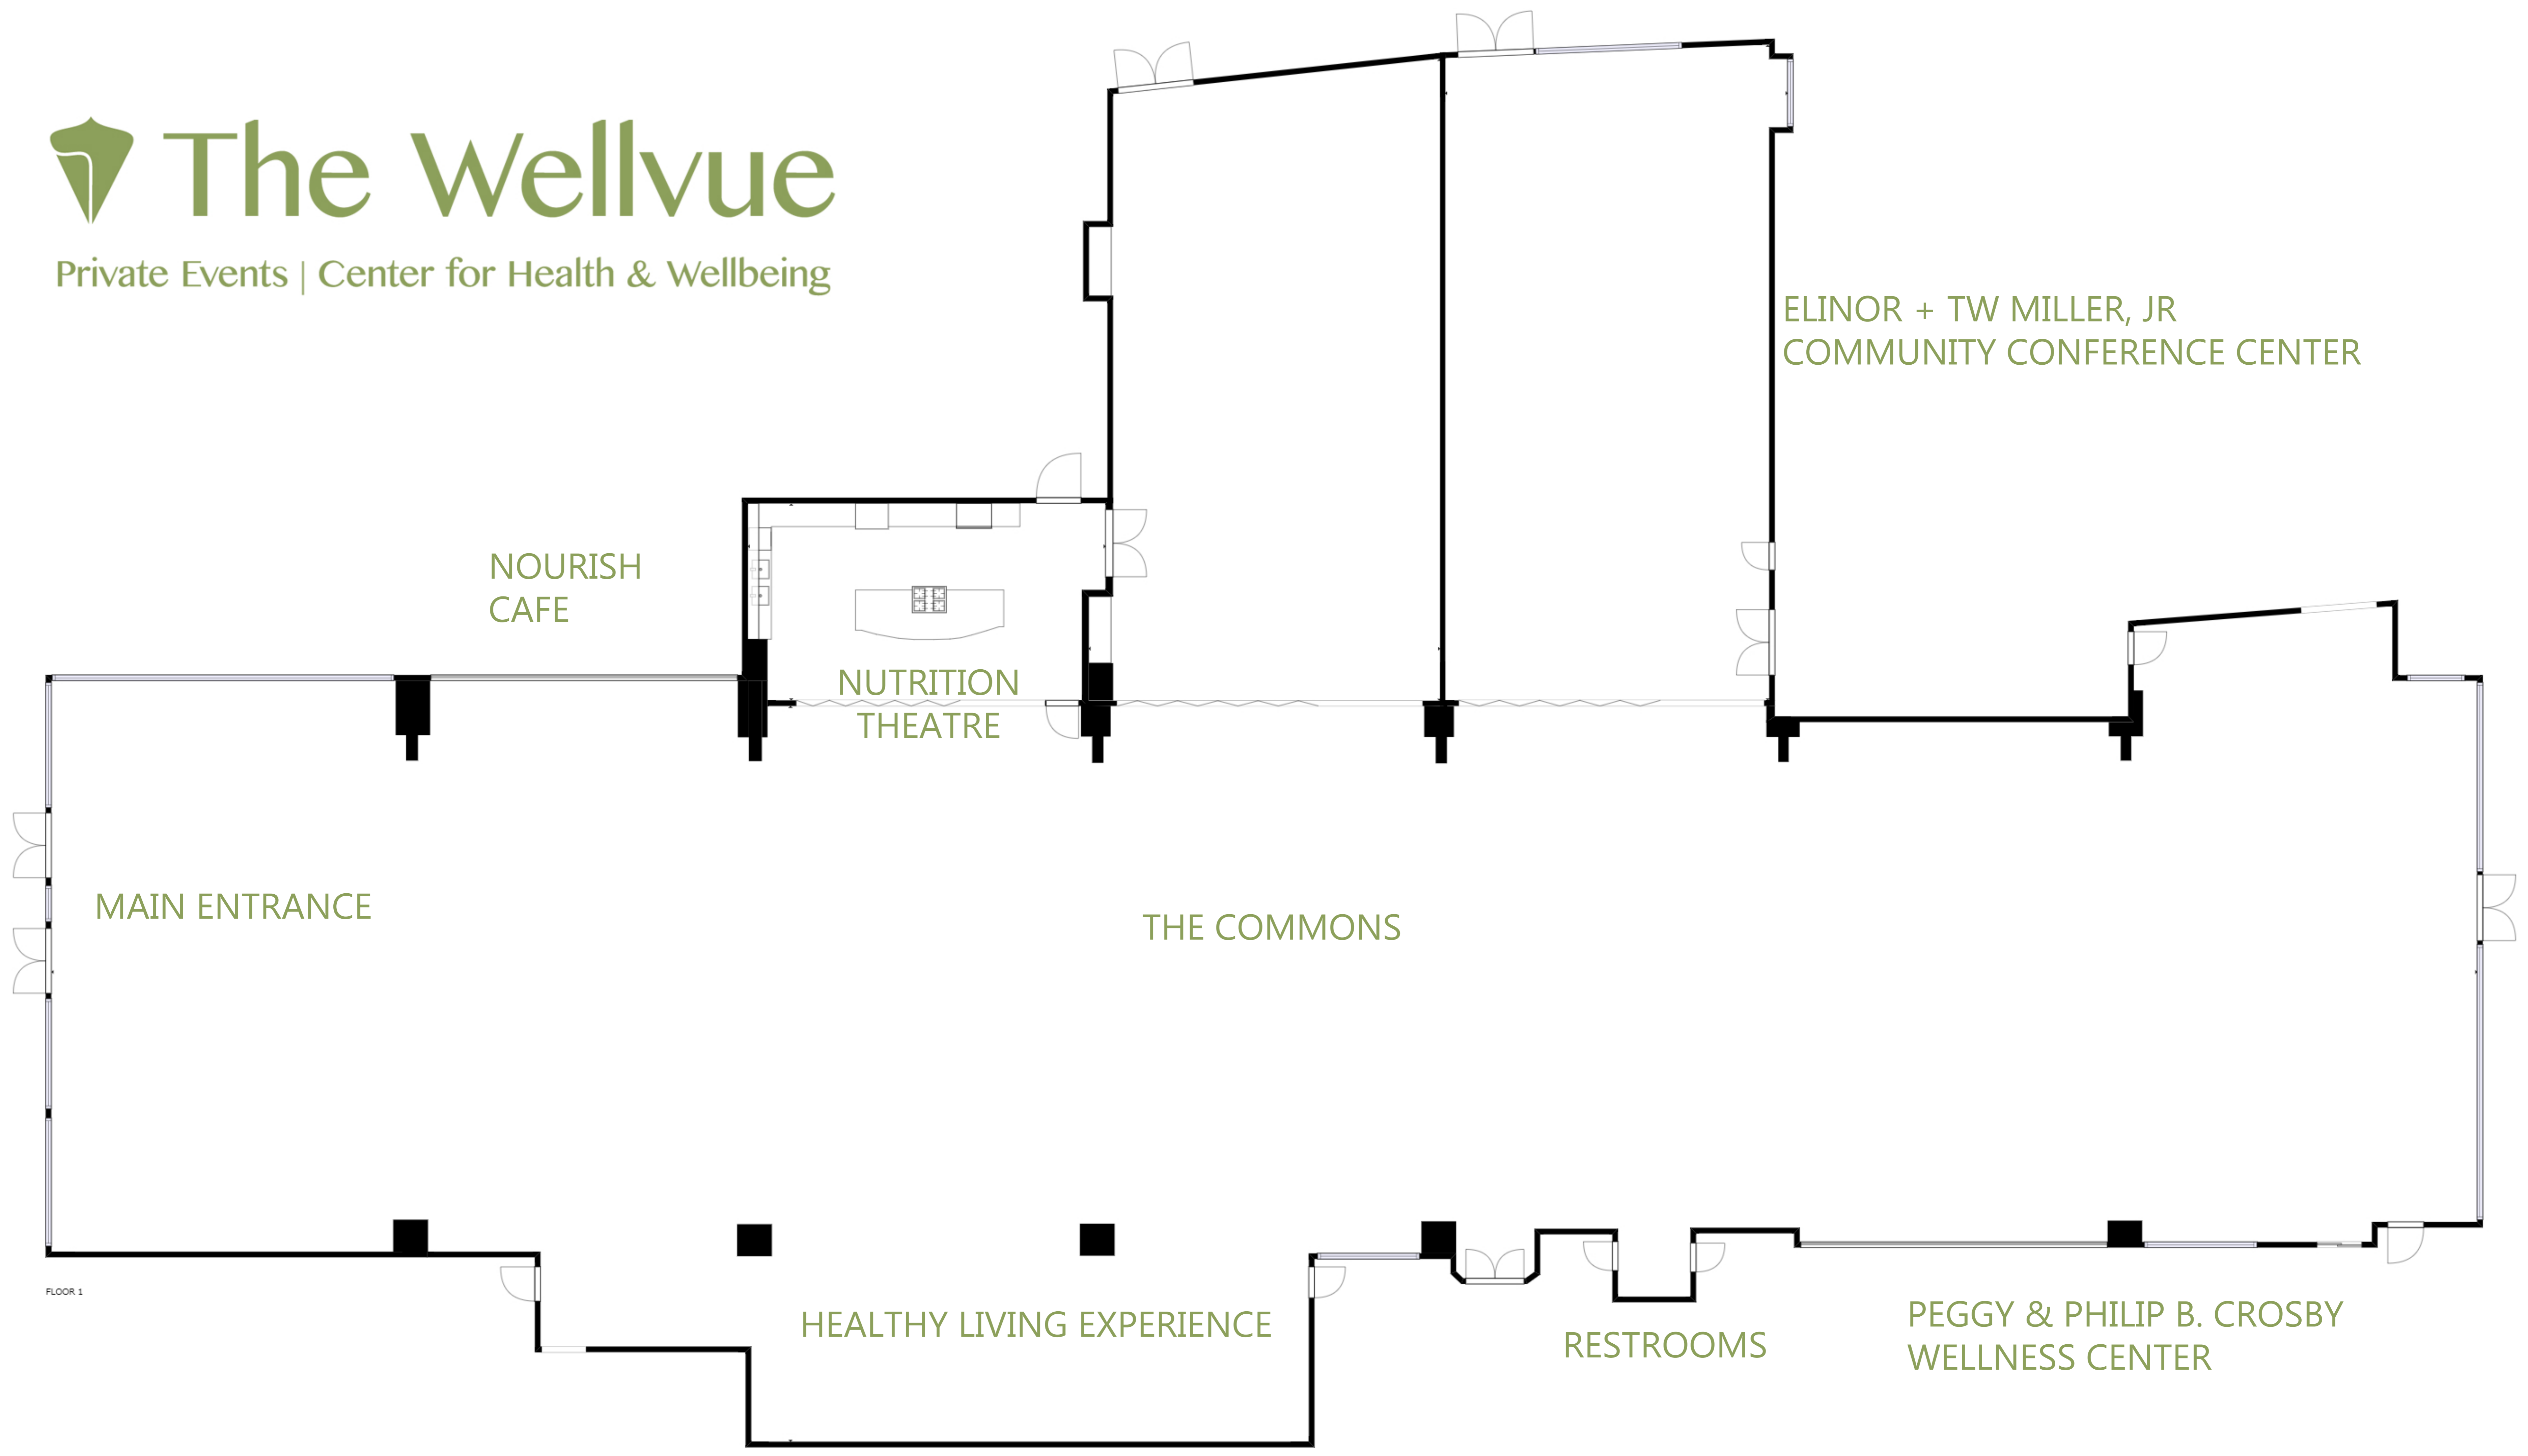 The Wellvue
Private Events | Center for Health & Wellbeing
ELINOR + TW MILLER, JR
COMMUNITY CONFERENCE CENTER
NOURISH
CAFE
NUTRITION
THEATRE
MAIN ENTRANCE
THE COMMONS
FLOOR 1
HEALTHY LIVING EXPERIENCE
RESTROOMS
PEGGY & PHILIP B. CROSBY
WELLNESS CENTER